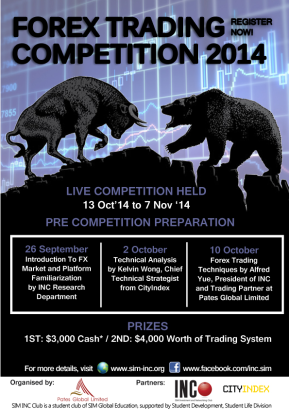 FOREX TRADING REGISTER NOW!
COMPETITION 2014
LIVE COMPETITION HELD
13 Oct'14 to 7 Nov '14
PRE COMPETITION PREPARATION
26 September
Introduction To FX
Market and Platform
Familiarization
by INC Research
Department
2 October
Technical Analysis
by Kelvin Wong, Chief
Technical Strategist
from CityIndex
10 October
Forex Trading
Techniques by Alfred
Yue, President of INC
and Trading Partner at
Pates Global Limited
PRIZES
1ST: $3,000 Cash* / 2ND: $4,000 Worth of Trading System
For more details, visit www.sim-inc.org www.facebook.com/inc.sim
Organised by: Partners:
Pates Global Limited
INC
CITY INDEX
SIM INC Club is a student club of SIM Global Education, supported by Student Development, Student Life Division